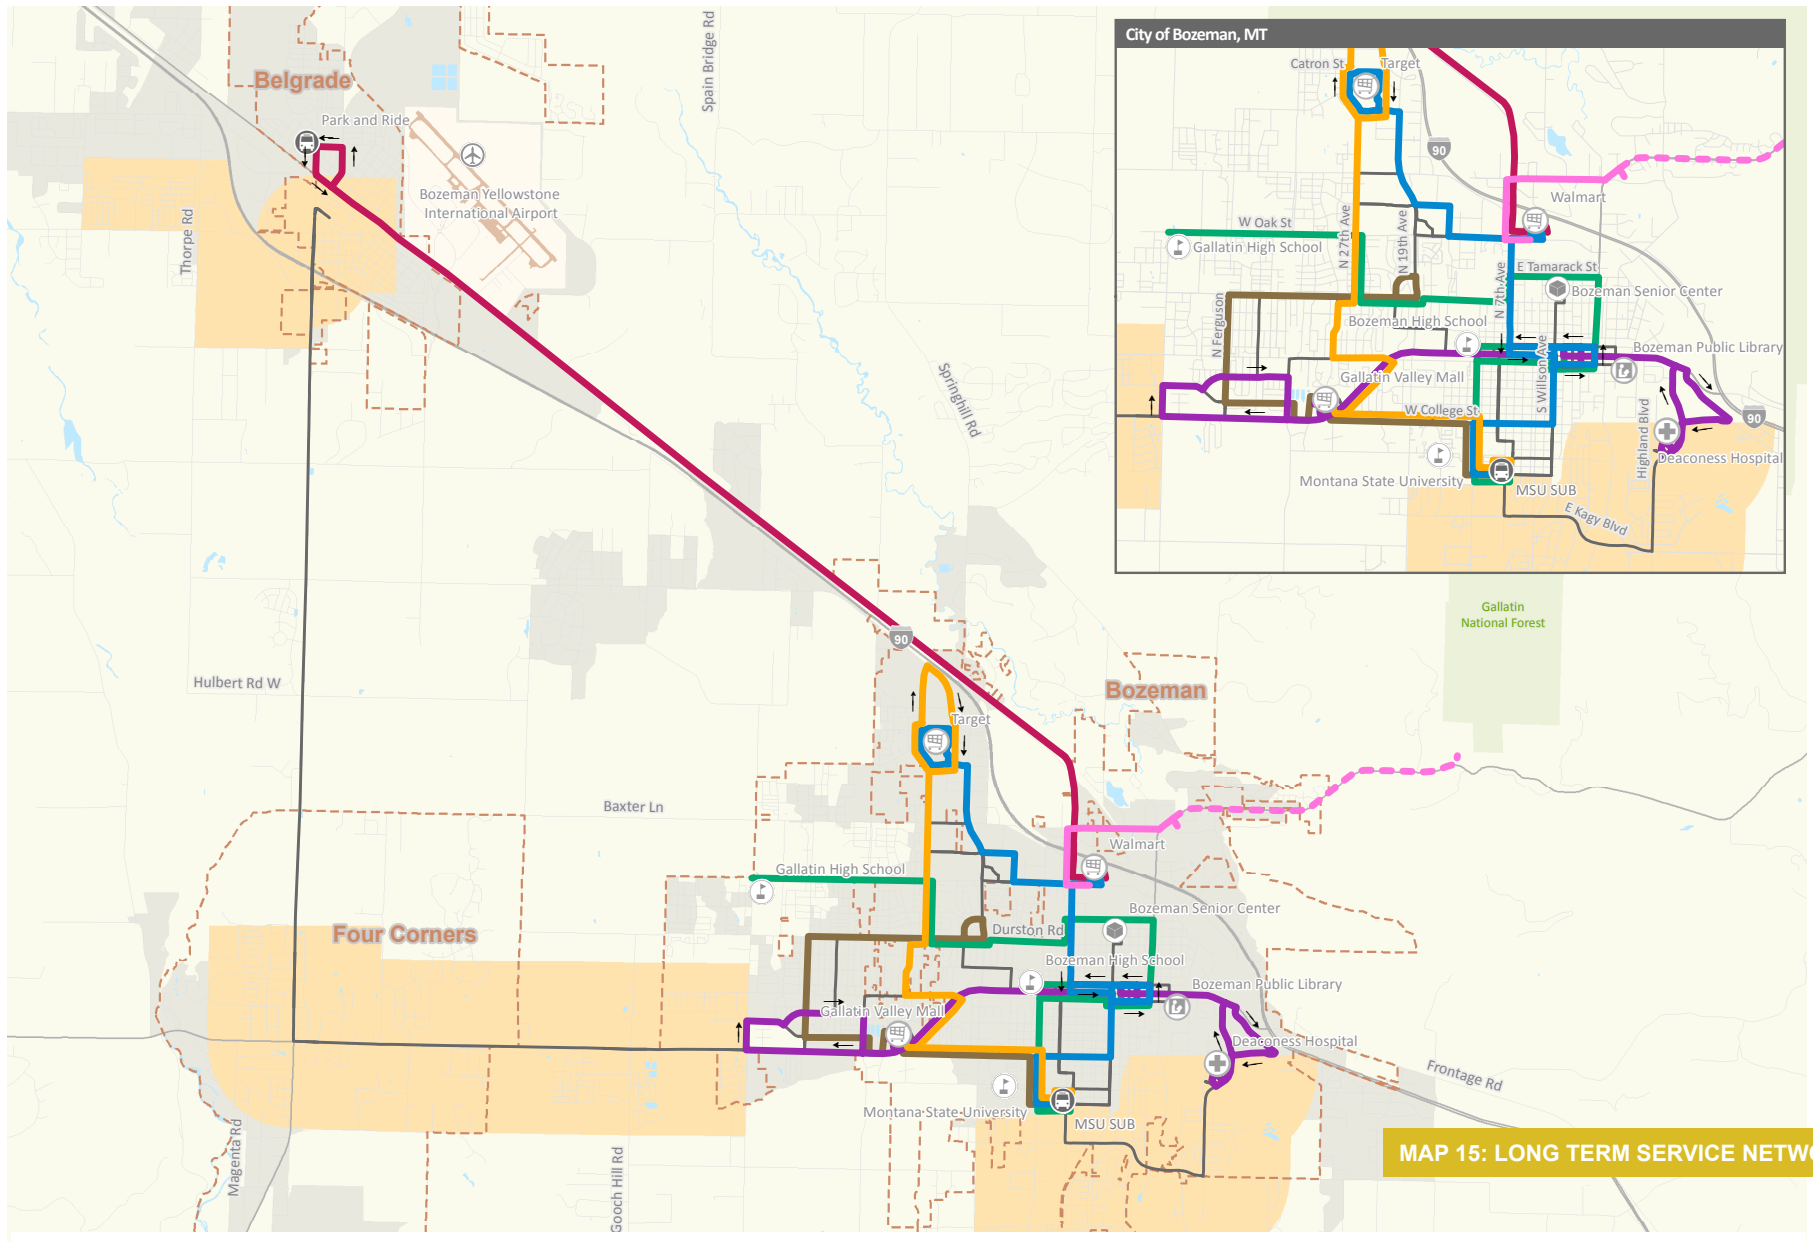 City of Bozeman, MT
Catron St
Target
90
Walmart
W Oak St
Gallatin High School
N 27th Ave
N 19th Ave
N 7th Ave
E Tamarack St
Bozeman Senior Center
N Ferguson
Bozeman High School
Bozeman Public Library
Gallatin Valley Mall
S Willson Ave
W College St
Highland Blvd
90
Deaconess Hospital
Montana State University
MSU SUB
E Kagy Blvd
Belgrade
Park and Ride
Spain Bridge Rd
Bozeman Yellowstone
International Airport
Thorpe Rd
Springhill Rd
Gallatin
National Forest
90
Hulbert Rd W
Bozeman
Target
Baxter Ln
Walmart
Gallatin High School
Bozeman Senior Center
Four Corners
Durston Rd
Bozeman High School
Bozeman Public Library
Gallatin Valley Mall
Deaconess Hospital
Frontage Rd
Montana State University
MSU SUB
Magenta Rd
Gooch Hill Rd
MAP 15: LONG TERM SERVICE NETW